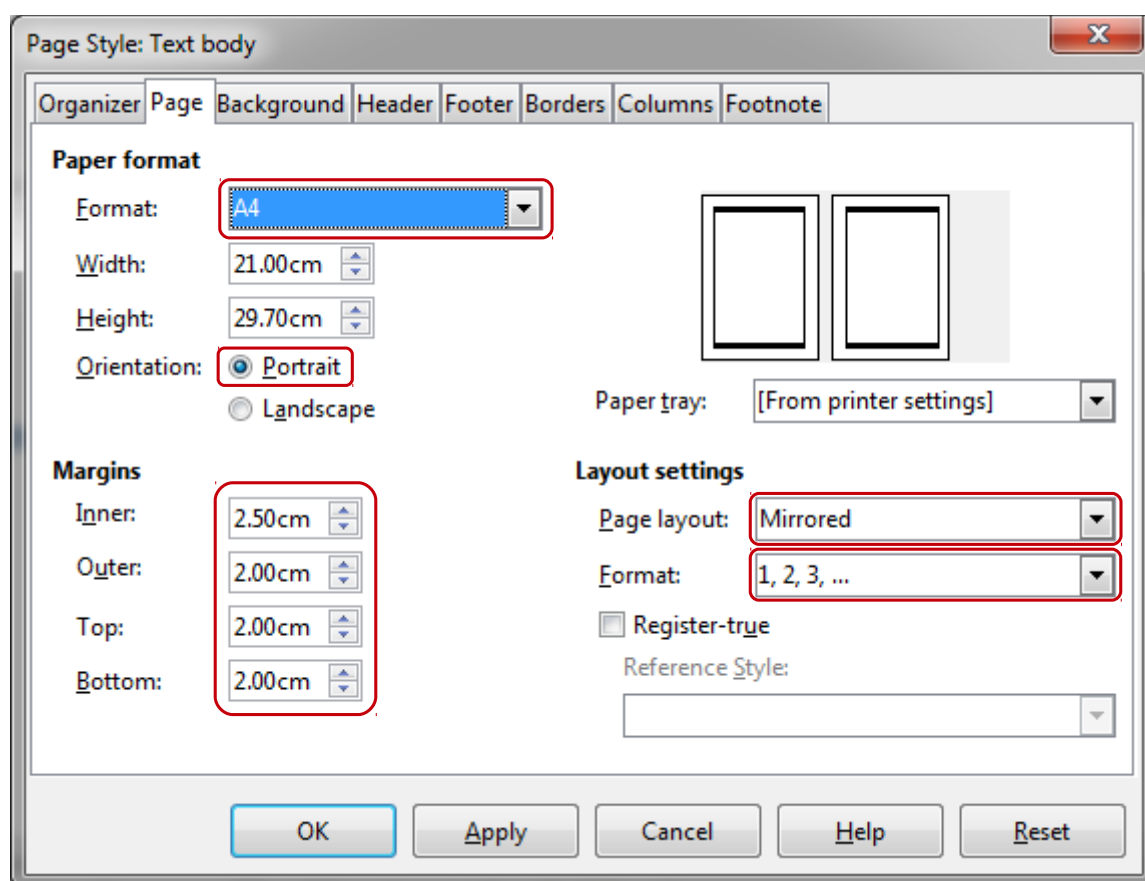 Page Style: Text body
Organizer Page Background Header Footer Borders Columns Footnote
Paper format
Format: A4
Width: 21.00cm
Height: 29.70cm
Orientation: Portrait
Landscape
Paper tray: [From printer settings]
Margins
Inner: 2.50cm
Outer: 2.00cm
Top: 2.00cm
Bottom: 2.00cm
Layout settings
Page layout: Mirrored
Format: 1, 2, 3, ...
Register-true
Reference Style:
OK Apply Cancel Help Reset